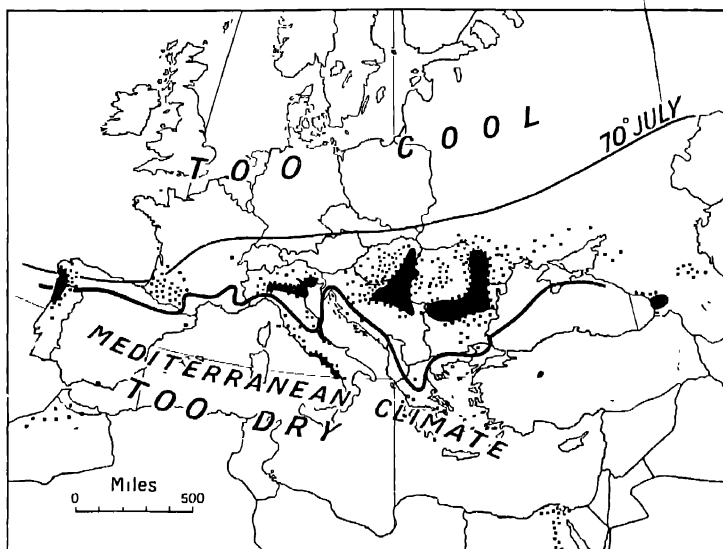 TOO COOL
70° JULY
MEDITERRANEAN CLIMATE
TOO DRY
Miles
0 500